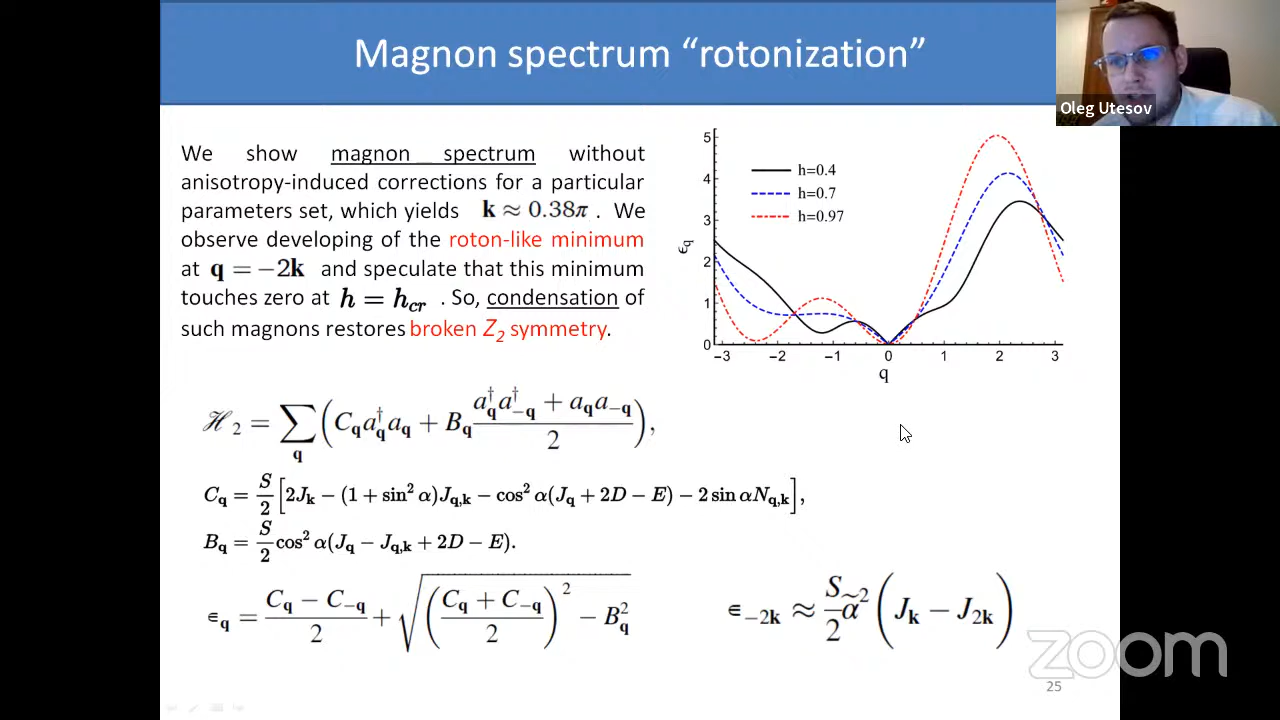 Magnon spectrum “rotonization”
Oleg Utesov
We show magnon spectrum without
anisotropy-induced corrections for a particular
parameters set, which yields k ≈ 0.38π . We
observe developing of the roton-like minimum
at q = −2k and speculate that this minimum
touches zero at h = h_cr . So, condensation of
such magnons restores broken Z₂ symmetry.
5
4
3
2
1
0
ϵ_q
h=0.4
h=0.7
h=0.97
−3 −2 −1 0 1 2 3
q
ℋ₂ = ∑_q ( C_q a†_q a_q + B_q (a†_q a†_−q + a_q a_−q)/2 ),
C_q = S/2 [2J_k − (1 + sin² α)J_q,k − cos² α(J_q + 2D − E) − 2 sin αN_q,k],
B_q = S/2 cos² α(J_q − J_q,k + 2D − E).
ϵ_q = (C_q − C_−q)/2 + √(((C_q + C_−q)/2)² − B²_q)
ϵ_−2k ≈ S/2 α̃² (J_k − J_2k)
zoom
25